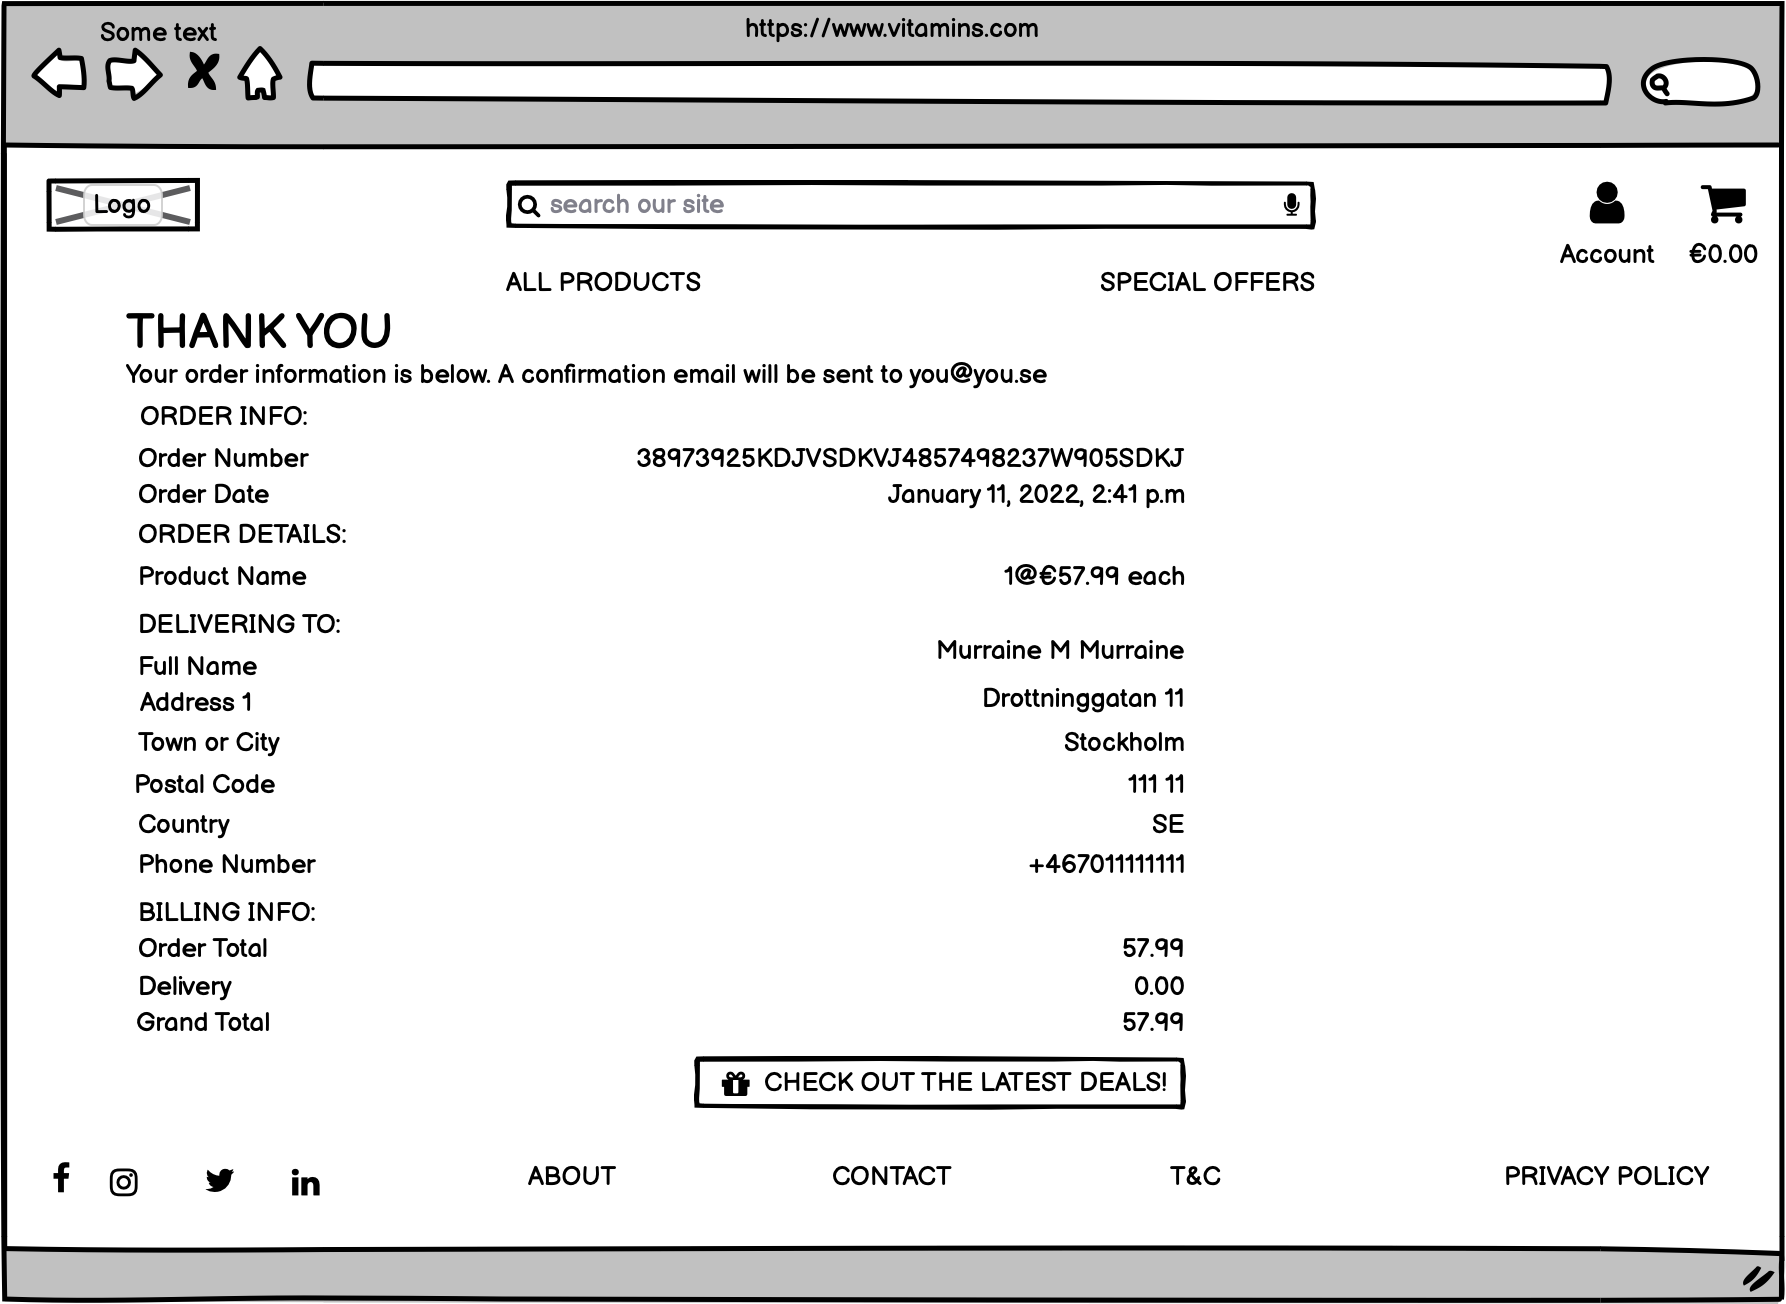 Some text
https://www.vitamins.com
Logo
search our site
Account
€0.00
ALL PRODUCTS
SPECIAL OFFERS
THANK YOU
Your order information is below. A confirmation email will be sent to you@you.se
ORDER INFO:
Order Number 38973925KDJVSDKVJ4857498237W905SDKJ
Order Date January 11, 2022, 2:41 p.m
ORDER DETAILS:
Product Name 1@€57.99 each
DELIVERING TO:
Full Name Murraine M Murraine
Address 1 Drottninggatan 11
Town or City Stockholm
Postal Code 111 11
Country SE
Phone Number +467011111111
BILLING INFO:
Order Total 57.99
Delivery 0.00
Grand Total 57.99
CHECK OUT THE LATEST DEALS!
ABOUT
CONTACT
T&C
PRIVACY POLICY